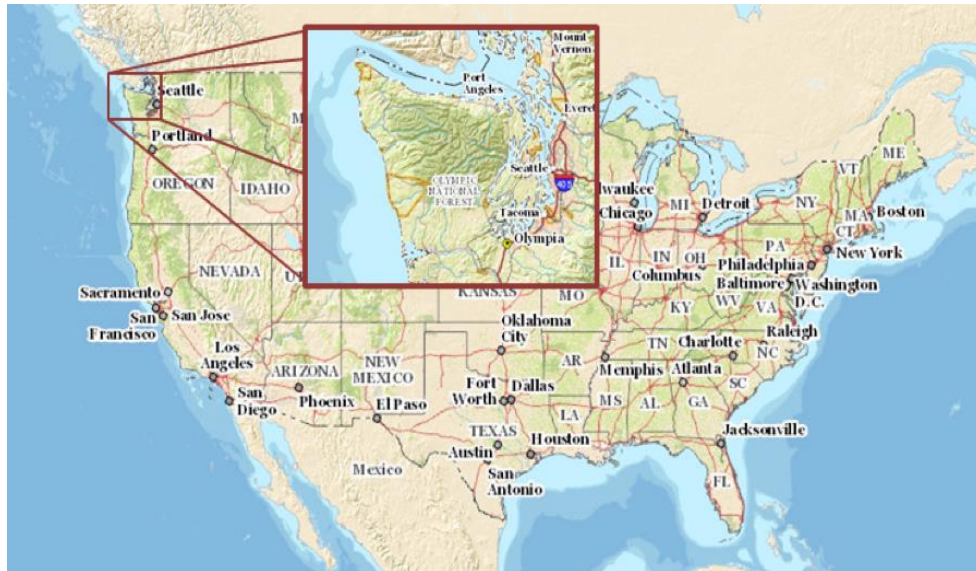 Mount
Vernon
Port
Angeles
Everet
Seattle
405
OLYMPIC
NATIONAL
FOREST
Tacoma
Olympia
Seattle
Portland
OREGON
IDAHO
M
VT
ME
lwaukee
Chicago
MI
Detroit
NY
MA
Boston
CT
NEVADA
U
IL
IN
OH
PA
New York
Columbus
Philadelphia
Baltimore
Washington
D.C.
Sacramento
San
Francisco
San Jose
KANSAS
MO
KY
WV
VA
Oklahoma
City
TN
Charlotte
Raleigh
NC
Los
Angeles
ARIZONA
NEW
MEXICO
AR
Memphis
Atlanta
SC
San
Diego
Phoenix
El Paso
Fort
Worth
Dallas
MS
AL
GA
LA
TEXAS
Jacksonville
Austin
Houston
Mexico
San
Antonio
FL